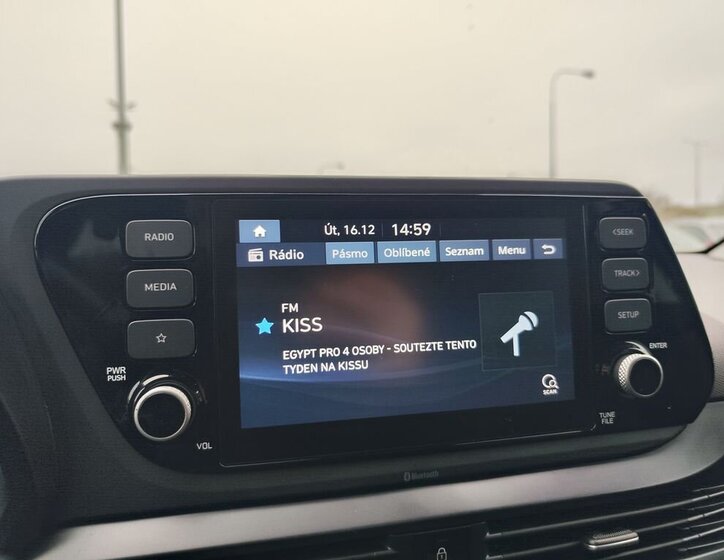 Út, 16.12 14:59
Rádio Pásmo Oblíbené Seznam Menu
FM
KISS
EGYPT PRO 4 OSOBY - SOUTEZTE TENTO
TYDEN NA KISSU
SCAN
RADIO
MEDIA
PWR
PUSH
VOL
<SEEK
TRACK>
SETUP
ENTER
TUNE
FILE
Bluetooth